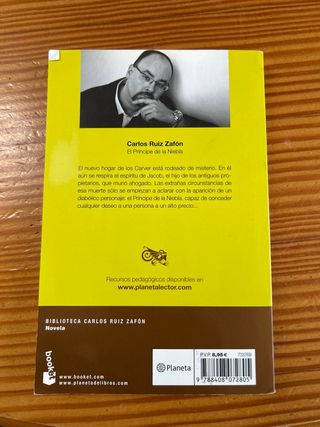 Carlos Ruiz Zafón
El Príncipe de la Niebla
El nuevo hogar de los Carver está rodeado de misterio. En él
aún se respira el espíritu de Jacob, el hijo de los antiguos pro-
pietarios, que murió ahogado. Las extrañas circunstancias de
esa muerte sólo se empiezan a aclarar con la aparición de un
diabólico personaje: el Príncipe de la Niebla, capaz de conceder
cualquier deseo a una persona a un alto precio...
Recursos pedagógicos disponibles en
www.planetalector.com
BIBLIOTECA CARLOS RUIZ ZAFÓN
Novela
booket
www.booket.com
www.planetadelibros.com
Planeta
P.V.P. 8,95 €
733769
9 788408 072805